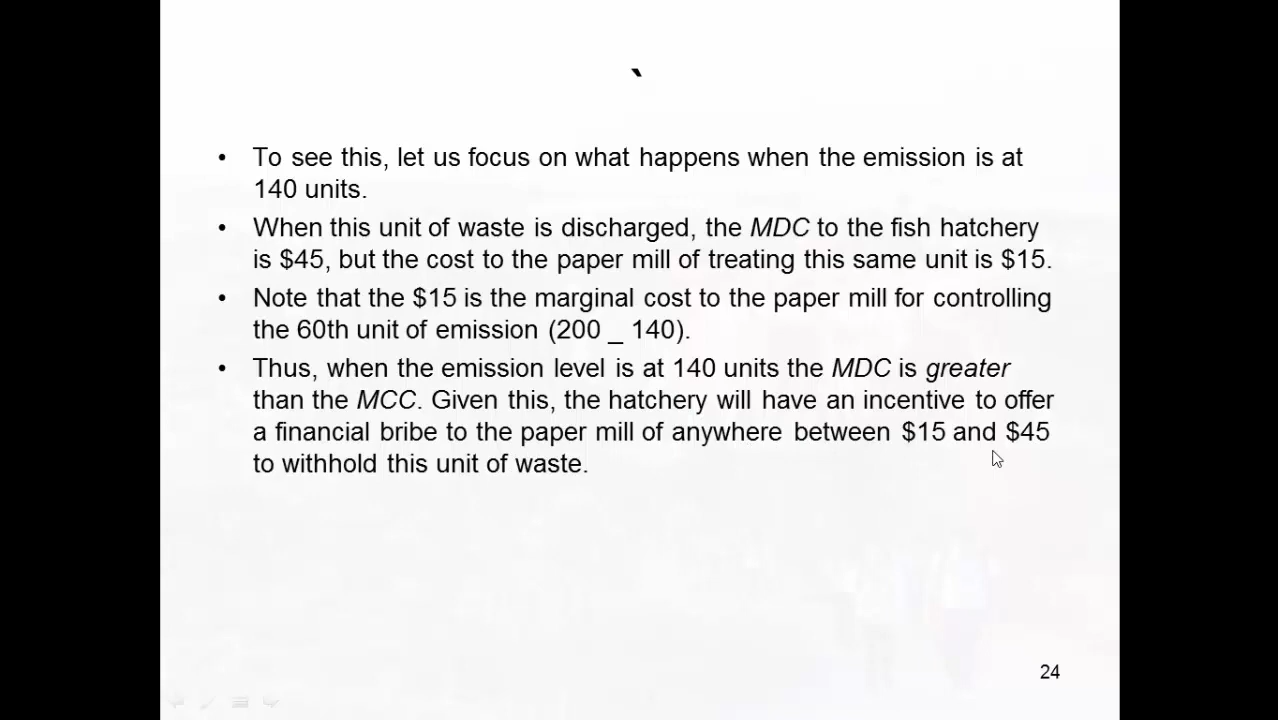 `
• To see this, let us focus on what happens when the emission is at
140 units.
• When this unit of waste is discharged, the MDC to the fish hatchery
is $45, but the cost to the paper mill of treating this same unit is $15.
• Note that the $15 is the marginal cost to the paper mill for controlling
the 60th unit of emission (200 _ 140).
• Thus, when the emission level is at 140 units the MDC is greater
than the MCC. Given this, the hatchery will have an incentive to offer
a financial bribe to the paper mill of anywhere between $15 and $45
to withhold this unit of waste.
24